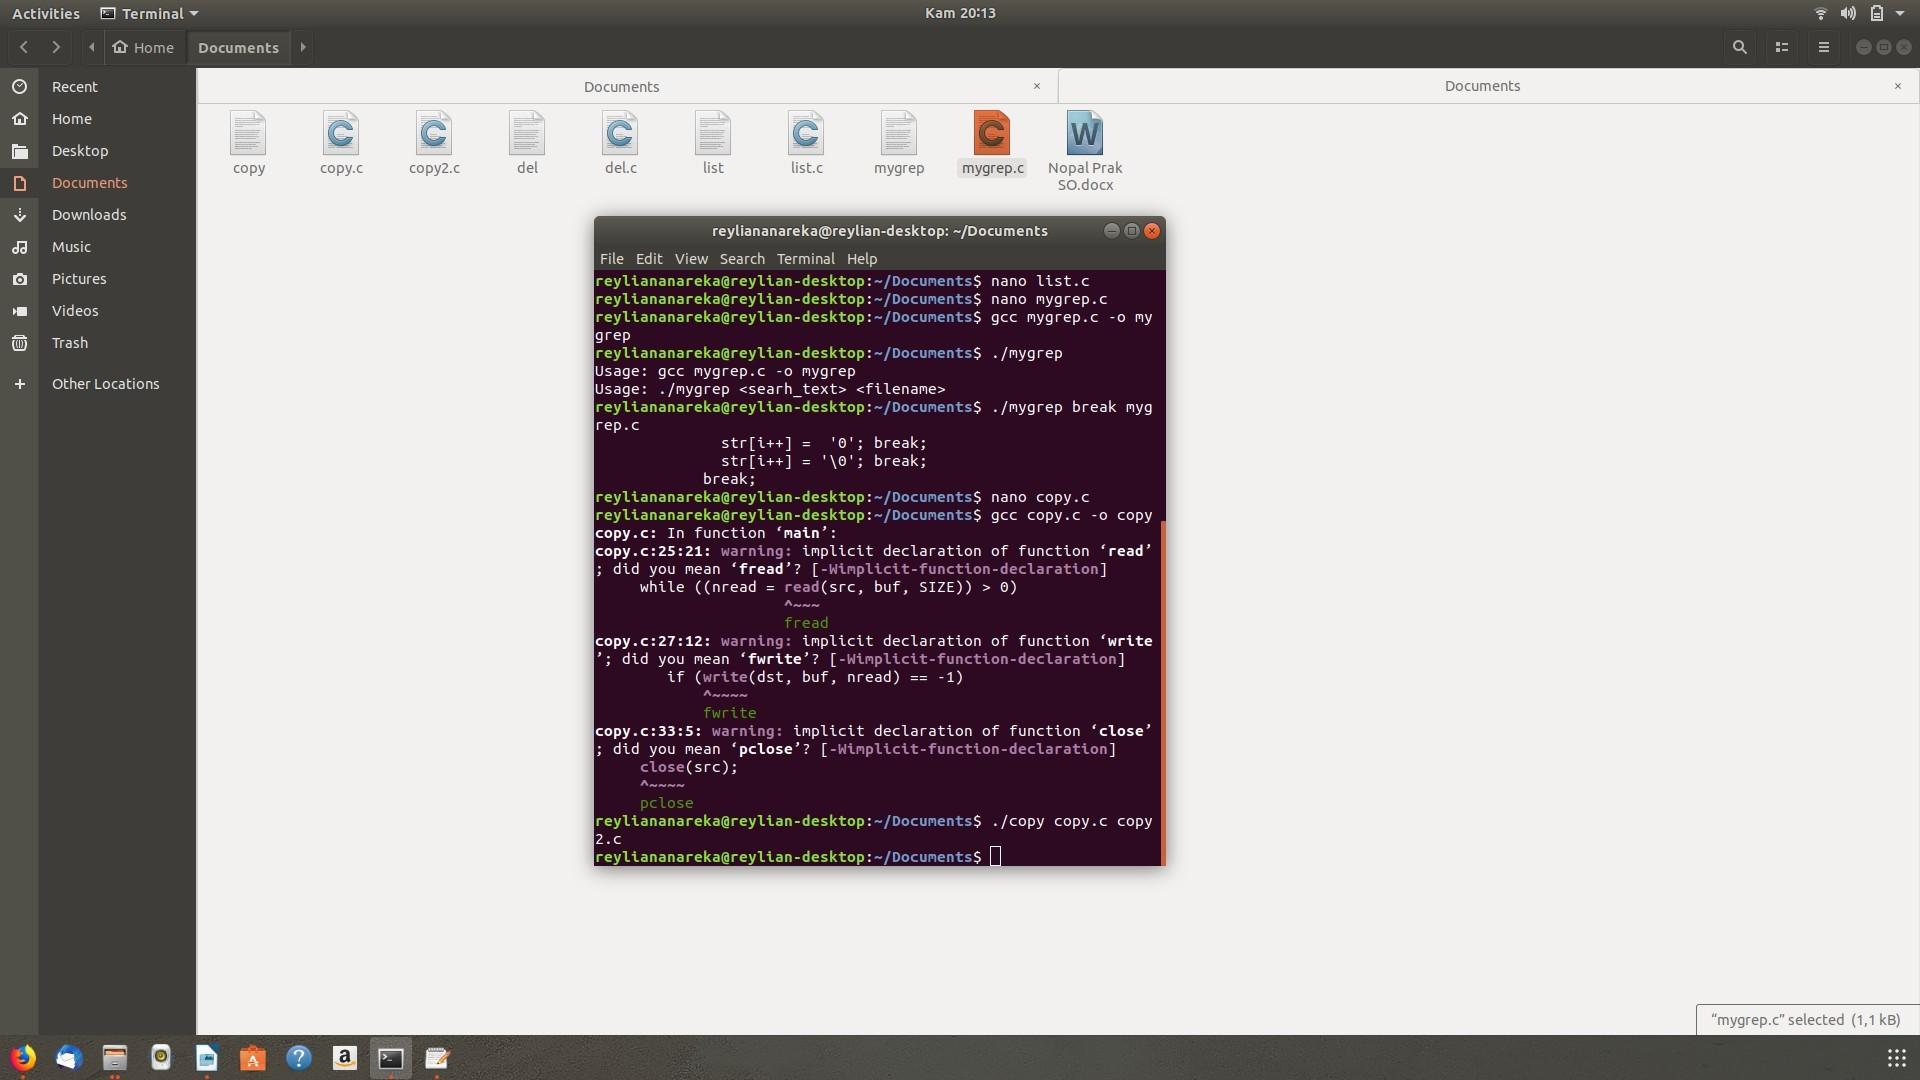 Activities Terminal Kam 20:13
Home Documents
Recent
Home
Desktop
Documents
Downloads
Music
Pictures
Videos
Trash
Other Locations
Documents Documents
copy copy.c copy2.c del del.c list list.c mygrep mygrep.c Nopal Prak
SO.docx
reyliananareka@reylian-desktop: ~/Documents
File Edit View Search Terminal Help
reyliananareka@reylian-desktop:~/Documents$ nano list.c
reyliananareka@reylian-desktop:~/Documents$ nano mygrep.c
reyliananareka@reylian-desktop:~/Documents$ gcc mygrep.c -o my
grep
reyliananareka@reylian-desktop:~/Documents$ ./mygrep
Usage: gcc mygrep.c -o mygrep
Usage: ./mygrep <searh_text> <filename>
reyliananareka@reylian-desktop:~/Documents$ ./mygrep break myg
rep.c
str[i++] =  '0'; break;
str[i++] = '\0'; break;
break;
reyliananareka@reylian-desktop:~/Documents$ nano copy.c
reyliananareka@reylian-desktop:~/Documents$ gcc copy.c -o copy
copy.c: In function ‘main’:
copy.c:25:21: warning: implicit declaration of function ‘read’
; did you mean ‘fread’? [-Wimplicit-function-declaration]
while ((nread = read(src, buf, SIZE)) > 0)
^~~~
fread
copy.c:27:12: warning: implicit declaration of function ‘write
’; did you mean ‘fwrite’? [-Wimplicit-function-declaration]
if (write(dst, buf, nread) == -1)
^~~~~
fwrite
copy.c:33:5: warning: implicit declaration of function ‘close’
; did you mean ‘pclose’? [-Wimplicit-function-declaration]
close(src);
^~~~~
pclose
reyliananareka@reylian-desktop:~/Documents$ ./copy copy.c copy
2.c
reyliananareka@reylian-desktop:~/Documents$
“mygrep.c” selected (1,1 kB)